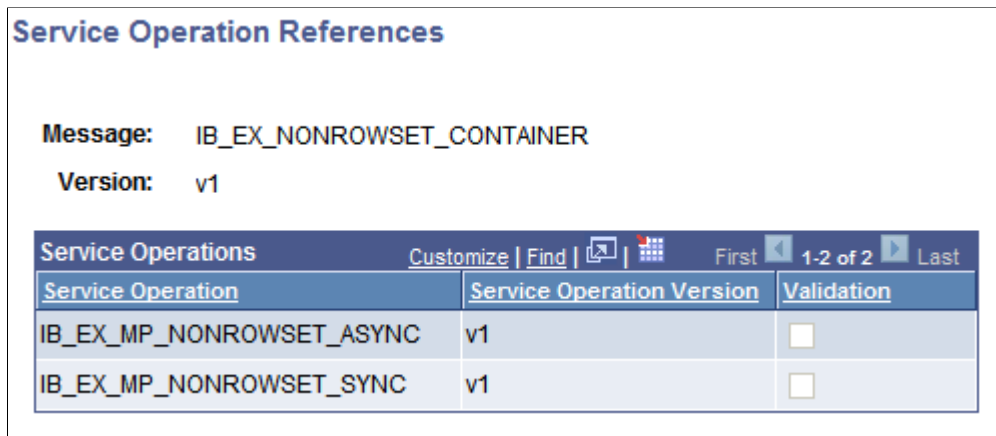 Service Operation References
Message: IB_EX_NONROWSET_CONTAINER
Version: v1
Service Operations Customize | Find | | First 1-2 of 2 Last
Service Operation Service Operation Version Validation
IB_EX_MP_NONROWSET_ASYNC v1
IB_EX_MP_NONROWSET_SYNC v1